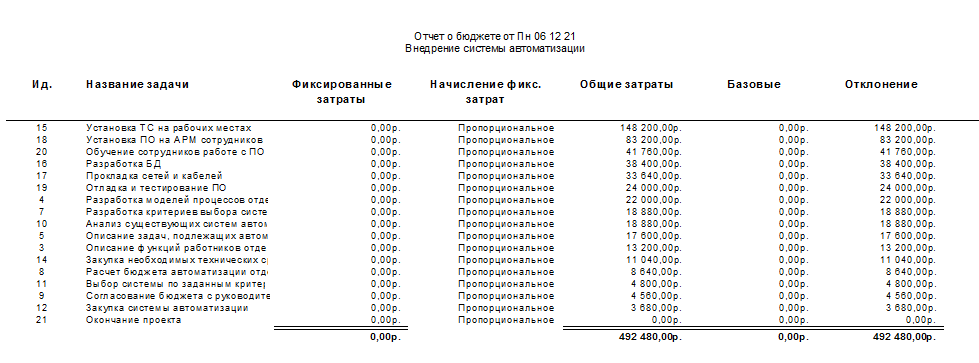 Отчет о бюджете от Пн 06 12 21
Внедрение системы автоматизации
Ид. Название задачи Фиксированные затраты Начисление фикс. затрат Общие затраты Базовые Отклонение
15 Установка ТС на рабочих местах 0,00р. Пропорциональное 148 200,00р. 0,00р. 148 200,00р.
18 Установка ПО на АРМ сотрудников 0,00р. Пропорциональное 83 200,00р. 0,00р. 83 200,00р.
20 Обучение сотрудников работе с ПО 0,00р. Пропорциональное 41 760,00р. 0,00р. 41 760,00р.
16 Разработка БД 0,00р. Пропорциональное 38 400,00р. 0,00р. 38 400,00р.
17 Прокладка сетей и кабелей 0,00р. Пропорциональное 33 640,00р. 0,00р. 33 640,00р.
19 Отладка и тестирование ПО 0,00р. Пропорциональное 24 000,00р. 0,00р. 24 000,00р.
4 Разработка моделей процессов отде 0,00р. Пропорциональное 22 000,00р. 0,00р. 22 000,00р.
7 Разработка критериев выбора систе 0,00р. Пропорциональное 18 880,00р. 0,00р. 18 880,00р.
10 Анализ существующих систем автом 0,00р. Пропорциональное 18 880,00р. 0,00р. 18 880,00р.
5 Описание задач, подлежащих автом 0,00р. Пропорциональное 17 600,00р. 0,00р. 17 600,00р.
3 Описание функций работников отде 0,00р. Пропорциональное 13 200,00р. 0,00р. 13 200,00р.
14 Закупка необходимых технических с 0,00р. Пропорциональное 11 040,00р. 0,00р. 11 040,00р.
8 Расчет бюджета автоматизации отд 0,00р. Пропорциональное 8 640,00р. 0,00р. 8 640,00р.
11 Выбор системы по заданным критер 0,00р. Пропорциональное 4 800,00р. 0,00р. 4 800,00р.
9 Согласование бюджета с руководите 0,00р. Пропорциональное 4 560,00р. 0,00р. 4 560,00р.
12 Закупка системы автоматизации 0,00р. Пропорциональное 3 680,00р. 0,00р. 3 680,00р.
21 Окончание проекта 0,00р. Пропорциональное 0,00р. 0,00р. 0,00р.
0,00р. 492 480,00р. 0,00р. 492 480,00р.